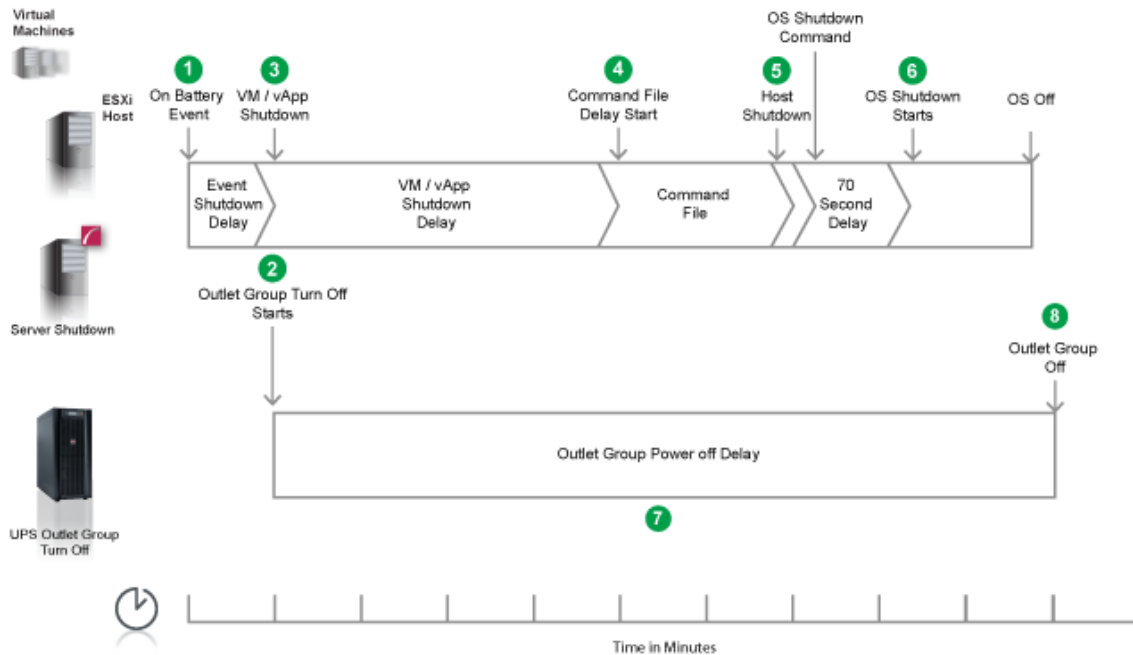 Virtual
Machines
ESXi
Host
1
On Battery
Event
3
VM / vApp
Shutdown
4
Command File
Delay Start
5
Host
Shutdown
OS Shutdown
Command
6
OS Shutdown
Starts
OS Off
Event
Shutdown
Delay
VM / vApp
Shutdown
Delay
Command
File
70
Second
Delay
Server Shutdown
2
Outlet Group Turn Off
Starts
8
Outlet Group
Off
Outlet Group Power off Delay
7
UPS Outlet Group
Turn Off
Time in Minutes